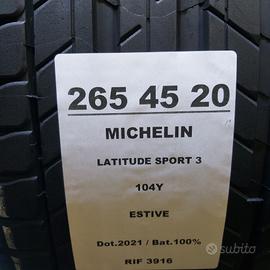 265 45 20
MICHELIN
LATITUDE SPORT 3
104Y
ESTIVE
Dot.2021 / Bat.100%
RIF 3916
subito